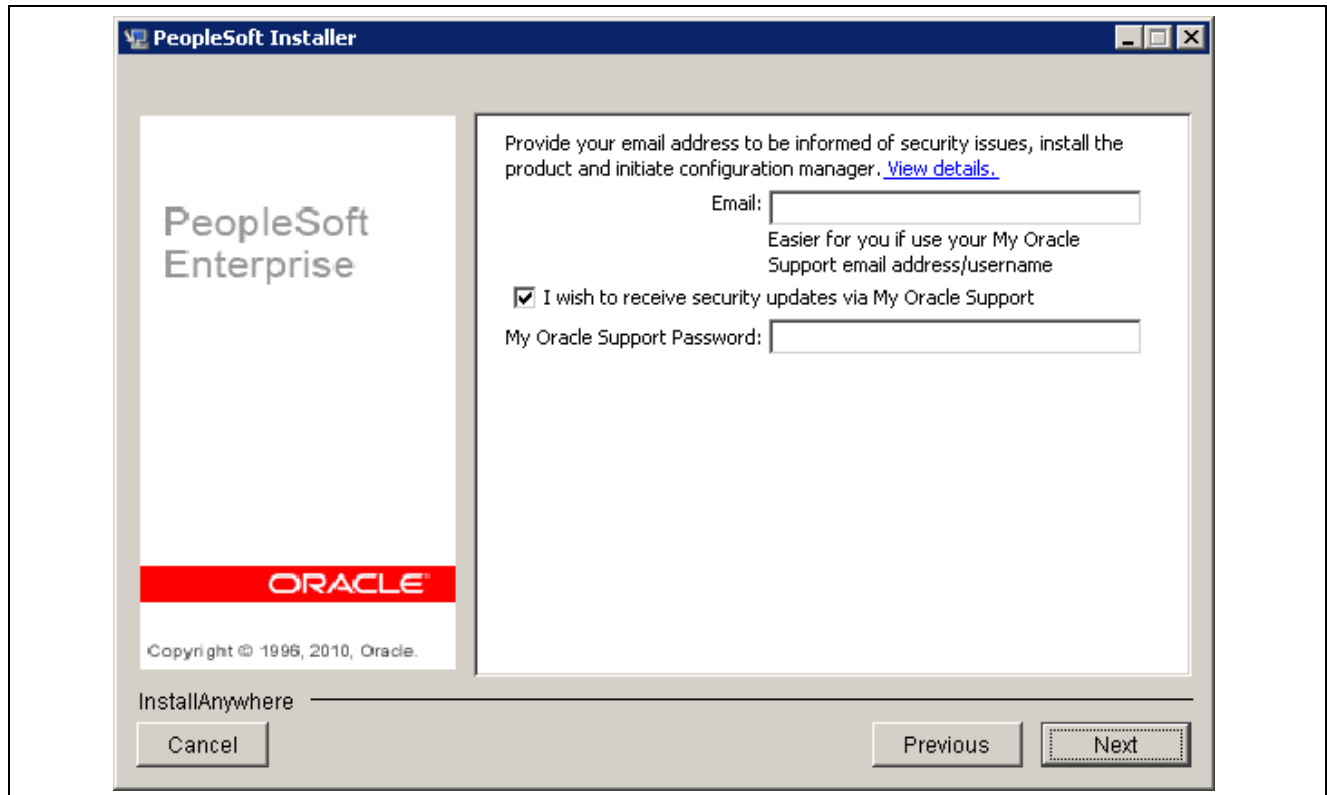 PeopleSoft Installer
PeopleSoft
Enterprise
ORACLE
Copyright © 1996, 2010, Oracle.
Provide your email address to be informed of security issues, install the
product and initiate configuration manager. View details.
Email:
Easier for you if use your My Oracle
Support email address/username
I wish to receive security updates via My Oracle Support
My Oracle Support Password:
InstallAnywhere
Cancel
Previous
Next